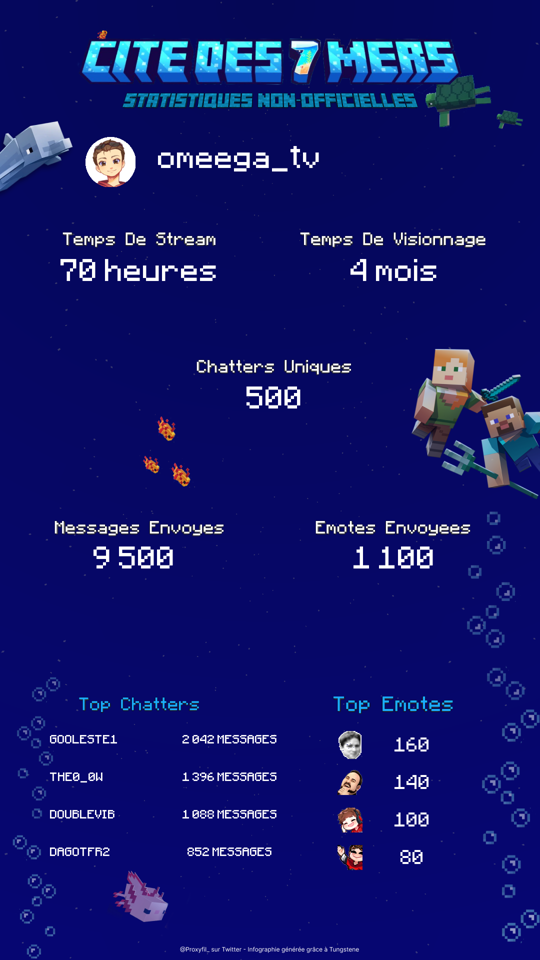 CITE DES 7 MERS
STATISTIQUES NON-OFFICIELLES
omeega_tv
Temps De Stream
70 heures
Temps De Visionnage
4 mois
Chatters Uniques
500
Messages Envoyes
9 500
Emotes Envoyees
1 100
Top Chatters
GOOLESTE1 2 042 MESSAGES
THE0_0W 1 396 MESSAGES
DOUBLEVIB 1 088 MESSAGES
DAGOTFR2 852 MESSAGES
Top Emotes
160
140
100
80
@Proxyfil_ sur Twitter - Infographie générée grâce à Tungstene